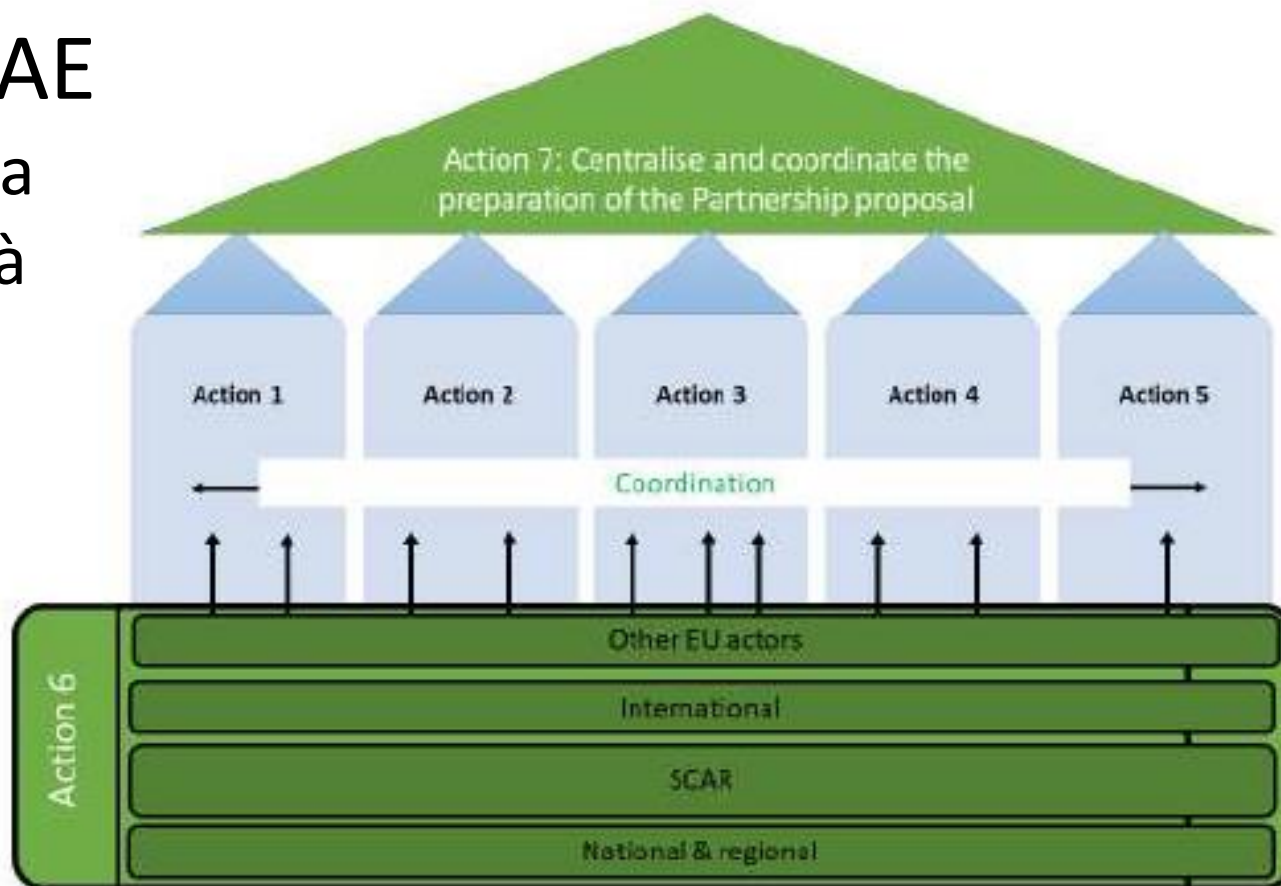 AE
a
à
Action 7: Centralise and coordinate the
preparation of the Partnership proposal
Action 1
Action 2
Action 3
Action 4
Action 5
Coordination
Action 6
Other EU actors
International
SCAR
National & regional